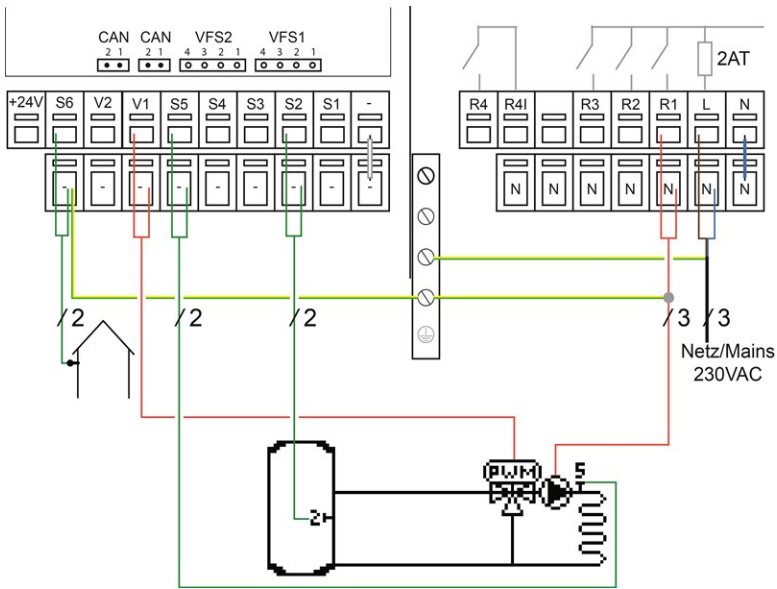 CAN CAN VFS2 VFS1
2 1 2 1 4 3 2 1 4 3 2 1
2AT
+24V S6 V2 V1 S5 S4 S3 S2 S1 -
R4 R4I R3 R2 R1 L N
- - - - - - - - -
N N N N N N N
2 2 2
3 3
Netz/Mains
230VAC
PWM
5
2